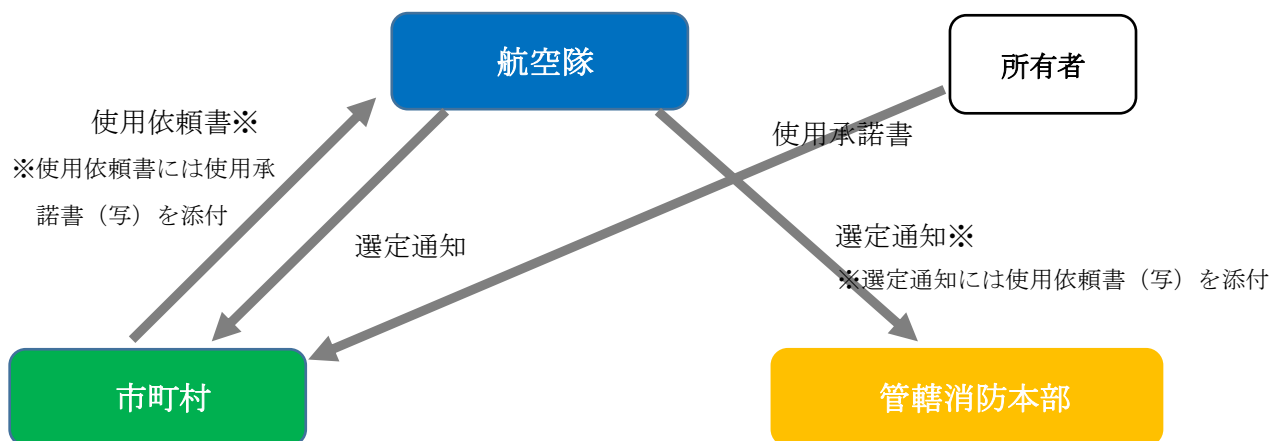 航空隊
所有者
使用依頼書※
※使用依頼書には使用承
諾書（写）を添付
使用承諾書
選定通知
選定通知※
※選定通知には使用依頼書（写）を添付
市町村
管轄消防本部